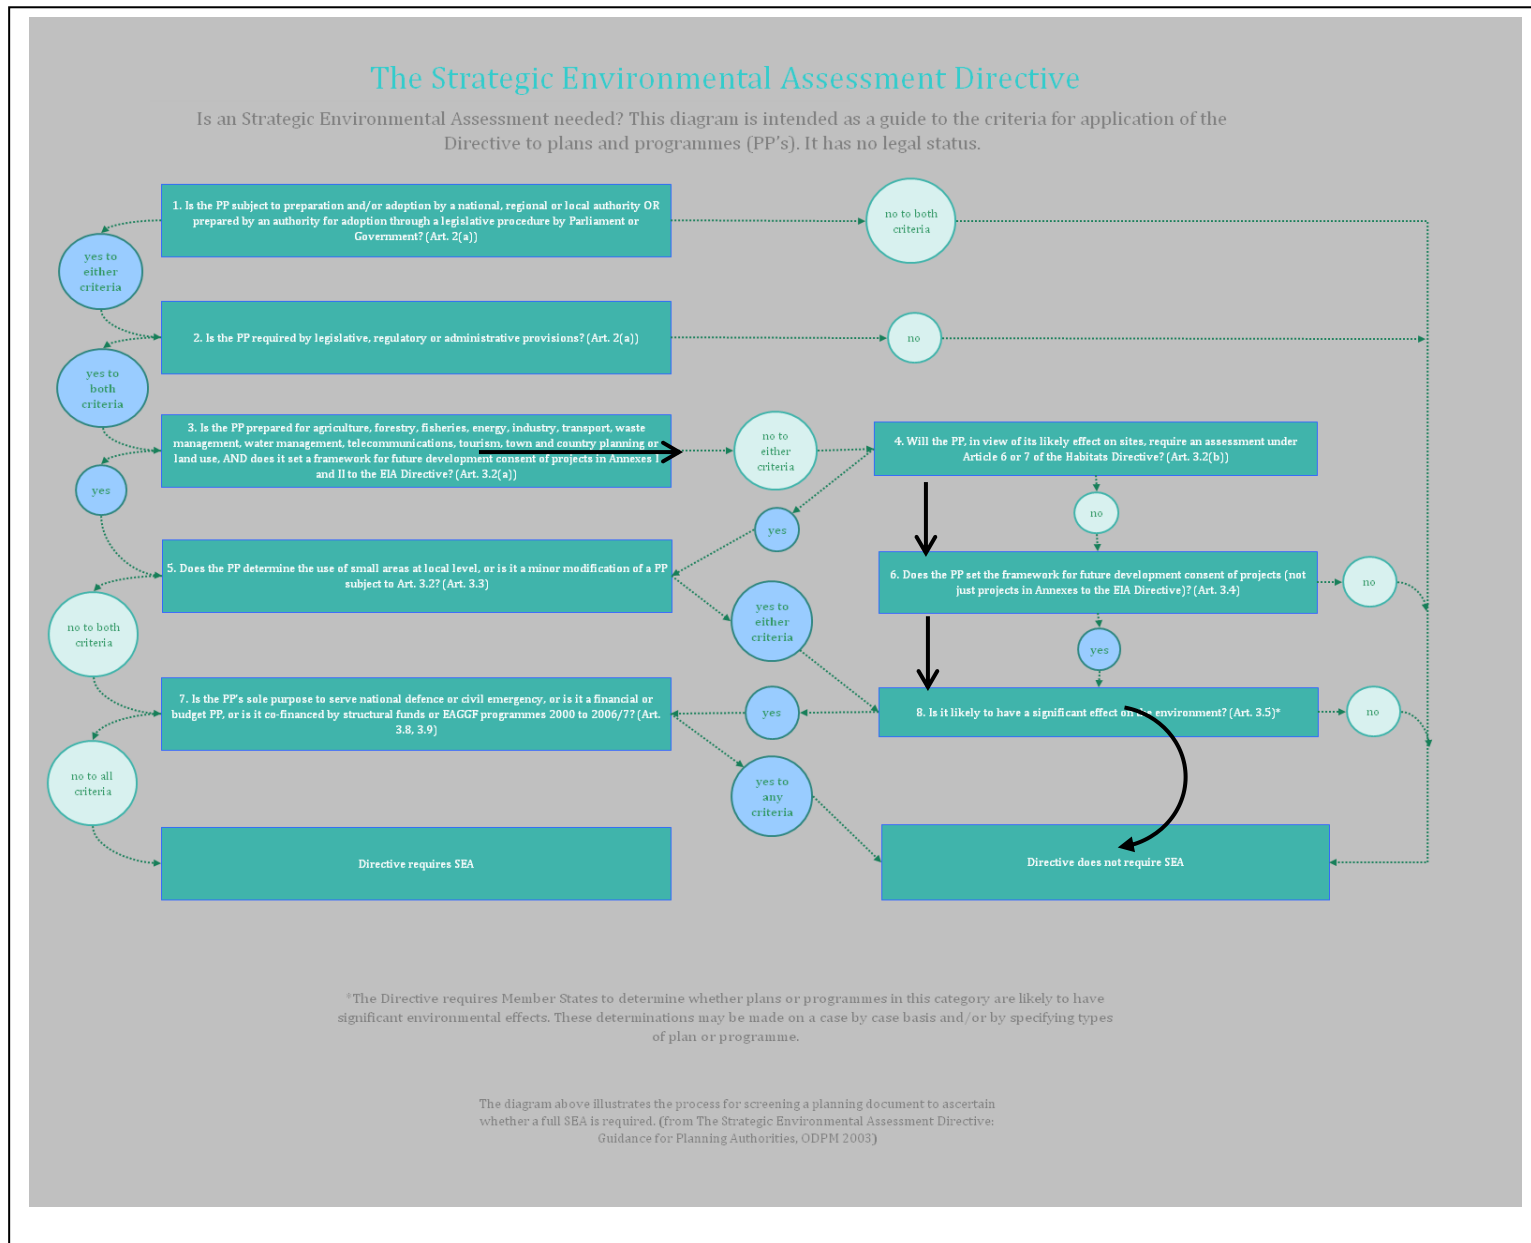 The Strategic Environmental Assessment Directive
Is an Strategic Environmental Assessment needed? This diagram is intended as a guide to the criteria for application of the
Directive to plans and programmes (PP's). It has no legal status.
1. Is the PP subject to preparation and/or adoption by a national, regional or local authority OR
prepared by an authority for adoption through a legislative procedure by Parliament or
Government? (Art. 2(a))
no to both
criteria
yes to
either
criteria
2. Is the PP required by legislative, regulatory or administrative provisions? (Art. 2(a))
no
yes to
both
criteria
3. Is the PP prepared for agriculture, forestry, fisheries, energy, industry, transport, waste
management, water management, telecommunications, tourism, town and country planning or
land use, AND does it set a framework for future development consent of projects in Annexes I
and II to the EIA Directive? (Art. 3.2(a))
no to
either
criteria
4. Will the PP, in view of its likely effect on sites, require an assessment under
Article 6 or 7 of the Habitats Directive? (Art. 3.2(b))
yes
no
yes
5. Does the PP determine the use of small areas at local level, or is it a minor modification of a PP
subject to Art. 3.2? (Art. 3.3)
6. Does the PP set the framework for future development consent of projects (not
just projects in Annexes to the EIA Directive)? (Art. 3.4)
no
no to both
criteria
yes to
either
criteria
yes
7. Is the PP's sole purpose to serve national defence or civil emergency, or is it a financial or
budget PP, or is it co-financed by structural funds or EAGGF programmes 2000 to 2006/7? (Art.
3.8, 3.9)
yes
8. Is it likely to have a significant effect on the environment? (Art. 3.5)*
no
no to all
criteria
yes to
any
criteria
Directive requires SEA
Directive does not require SEA
*The Directive requires Member States to determine whether plans or programmes in this category are likely to have
significant environmental effects. These determinations may be made on a case by case basis and/or by specifying types
of plan or programme.
The diagram above illustrates the process for screening a planning document to ascertain
whether a full SEA is required. (from The Strategic Environmental Assessment Directive:
Guidance for Planning Authorities, ODPM 2003)